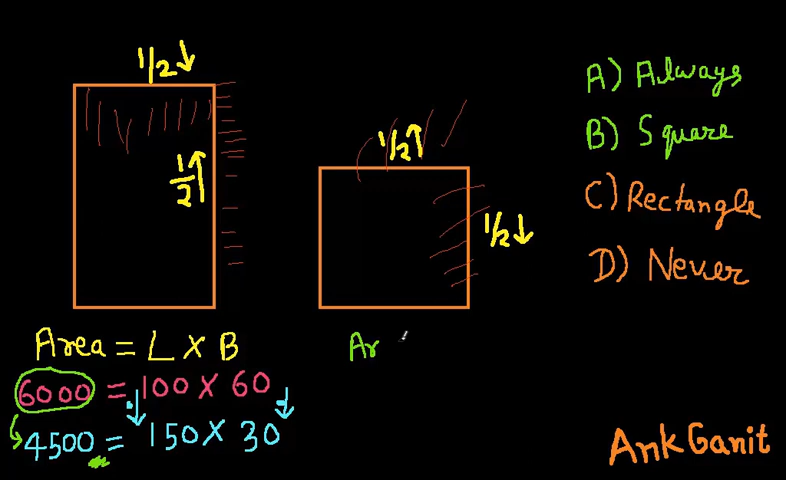 1/2 ↓
1/2 ↑
1/2 ↑
1/2 ↓
A) Always
B) Square
C) Rectangle
D) Never
Area = L × B
6000 = 100 × 60
4500 = 150 × 30
Ar
AnkGanit